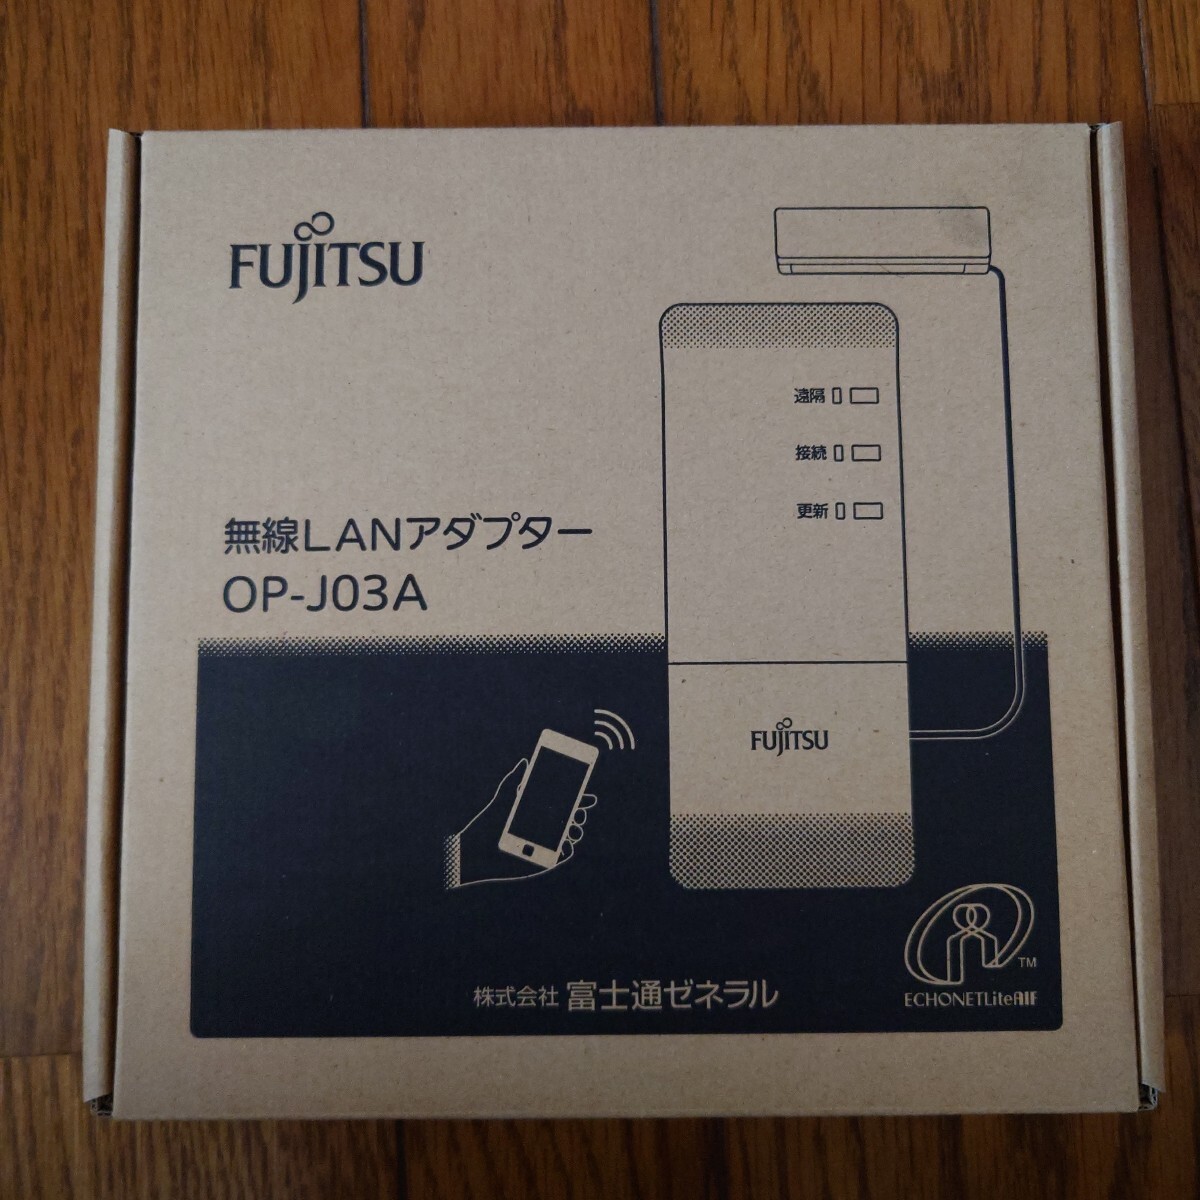 FUJITSU
無線LANアダプター
OP-J03A
遠隔
接続
更新
FUJITSU
株式会社 富士通ゼネラル
TM
ECHONETLiteAIF